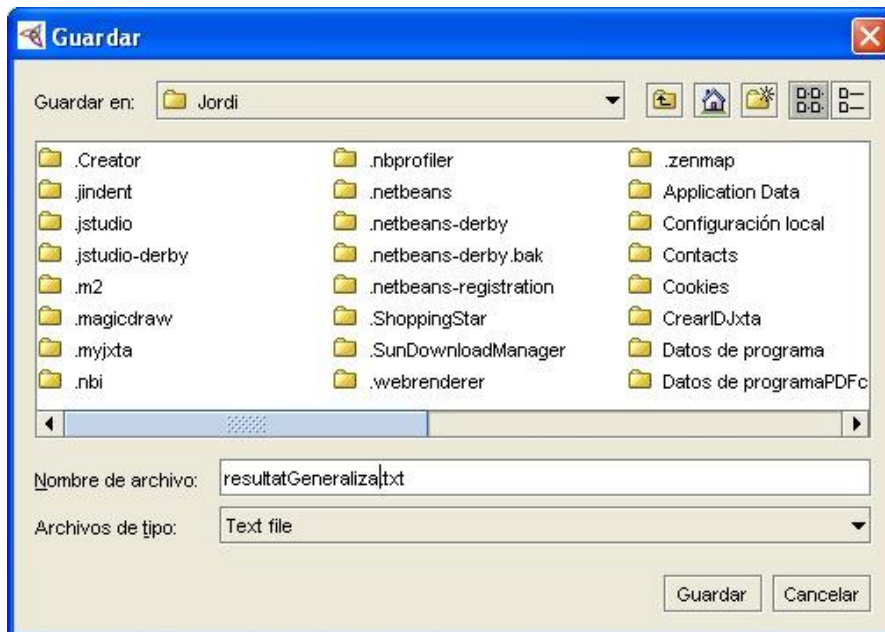 Guardar
Guardar en: Jordi
.Creator .nbprofiler .zenmap
.jindent .netbeans Application Data
.jstudio .netbeans-derby Configuración local
.jstudio-derby .netbeans-derby.bak Contacts
.m2 .netbeans-registration Cookies
.magicdraw .ShoppingStar CrearIDJxta
.myjxta .SunDownloadManager Datos de programa
.nbi .webrenderer Datos de programaPDFc
Nombre de archivo: resultatGeneraliza.txt
Archivos de tipo: Text file
Guardar Cancelar